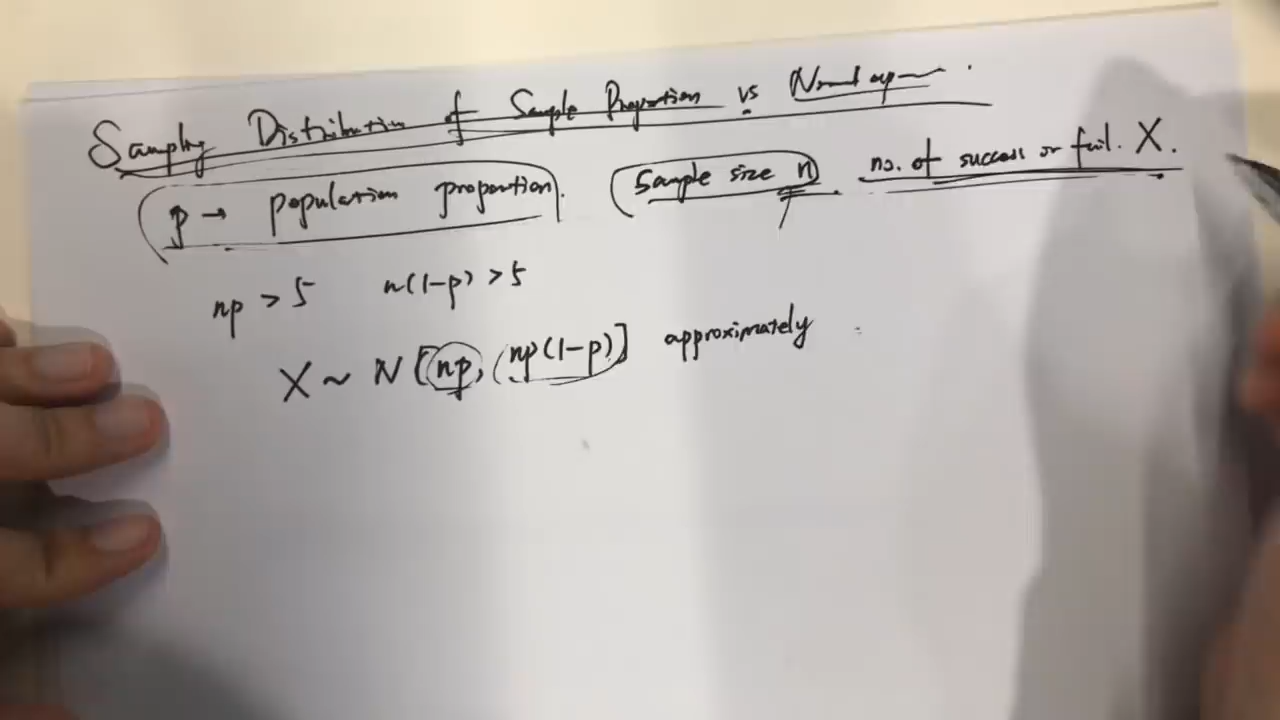 Sampling Distribution of Sample Proportion vs Normal
p → population proportion. Sample size n no. of success or fail. X.
np > 5 n(1-p) > 5
X ~ N [np, np(1-p)] approximately